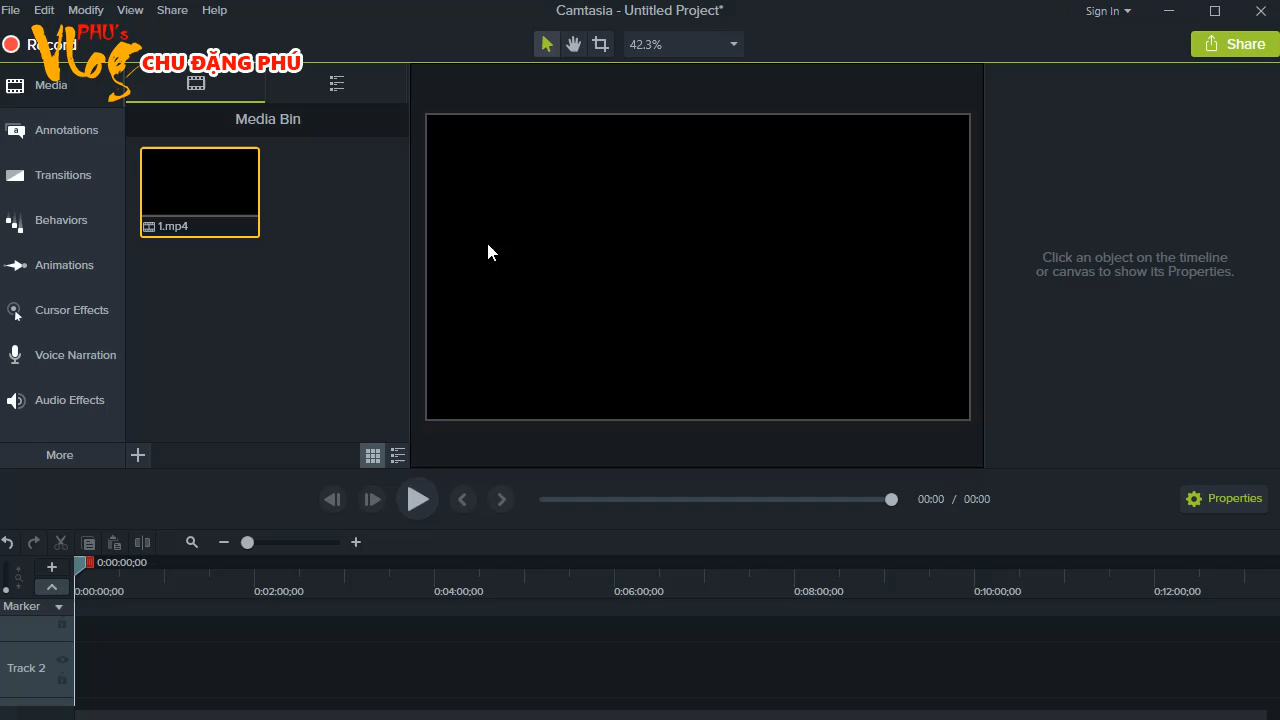 File Edit Modify View Share Help
Camtasia - Untitled Project*
Sign In
PHU's
Vlog
CHU ĐẶNG PHÚ
42.3%
Share
Media
Annotations
Transitions
Behaviors
Animations
Cursor Effects
Voice Narration
Audio Effects
More
Media Bin
1.mp4
Click an object on the timeline
or canvas to show its Properties.
00:00 / 00:00
Properties
0:00:00;00
0:00:00;00 0:02:00;00 0:04:00;00 0:06:00;00 0:08:00;00 0:10:00;00 0:12:00;00
Marker
Track 2